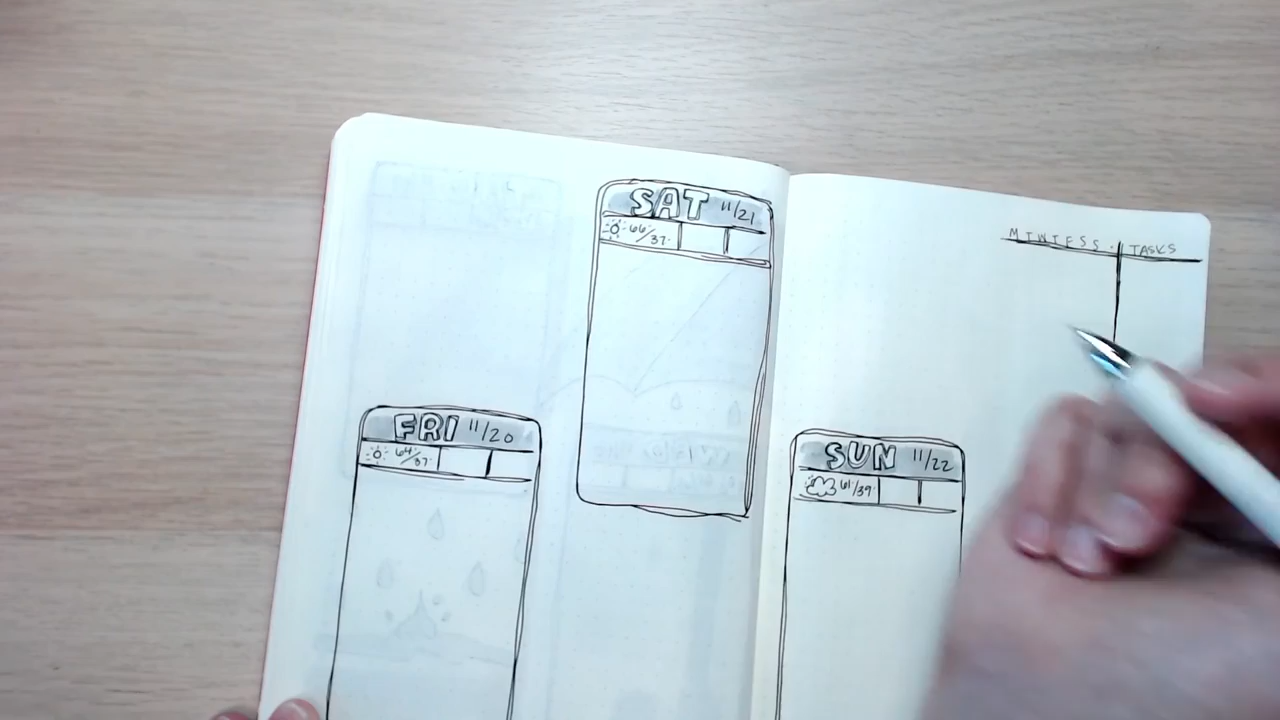 SAT 11/21
66/37
M T W T F S S . TASKS
FRI 11/20
64/37
SUN 11/22
61/39